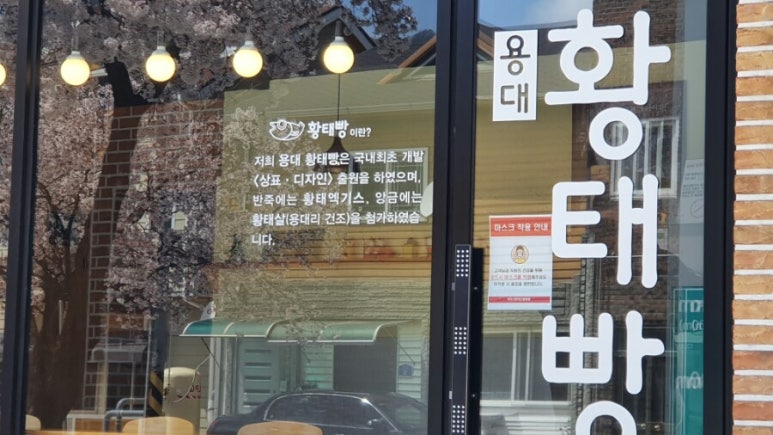 황태빵이란?
저희 용대 황태빵은 국내최초 개발
<상표 · 디자인> 출원을 하였으며,
반죽에는 황태엑기스, 앙금에는
황태살(용대리 건조)을 첨가하였습
니다.
용대
황태빵
마스크 착용 안내